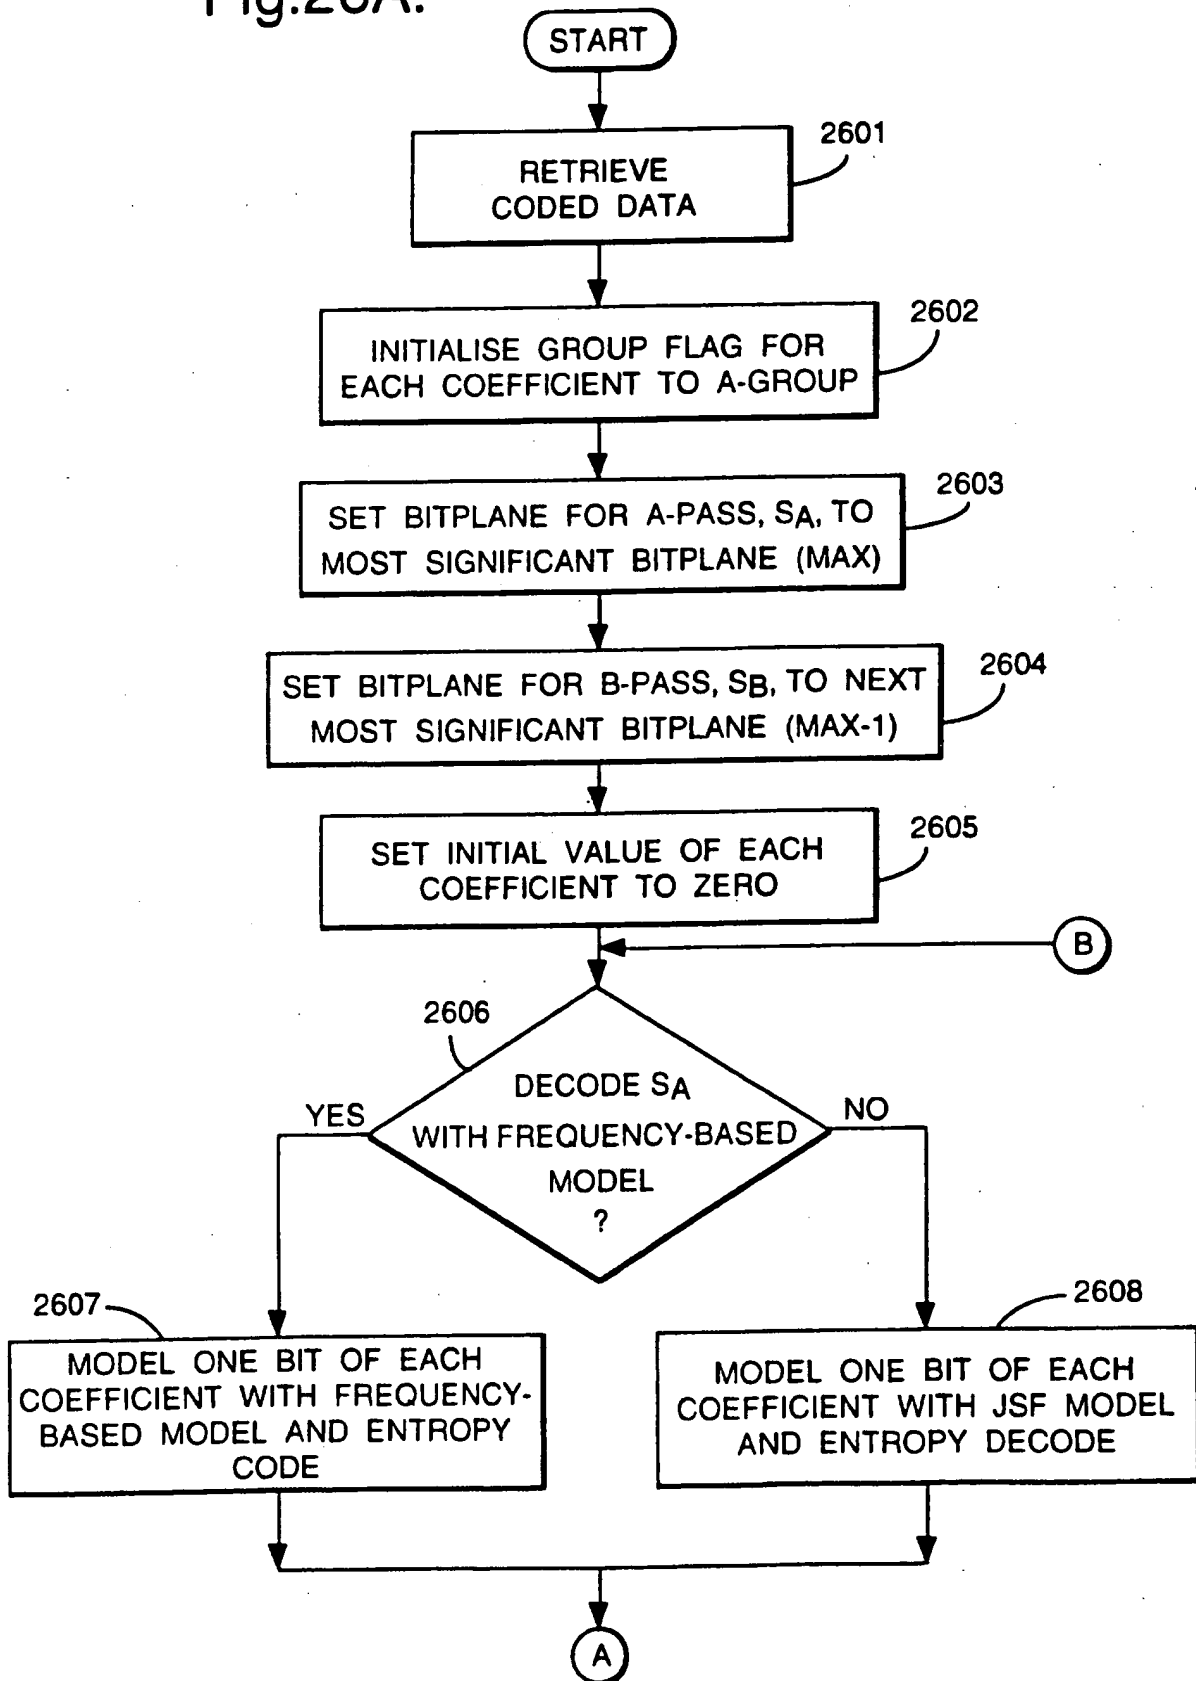 Fig.26A.
START
2601
RETRIEVE
CODED DATA
2602
INITIALISE GROUP FLAG FOR
EACH COEFFICIENT TO A-GROUP
2603
SET BITPLANE FOR A-PASS, SA, TO
MOST SIGNIFICANT BITPLANE (MAX)
2604
SET BITPLANE FOR B-PASS, SB, TO NEXT
MOST SIGNIFICANT BITPLANE (MAX-1)
2605
SET INITIAL VALUE OF EACH
COEFFICIENT TO ZERO
B
2606
DECODE SA
WITH FREQUENCY-BASED
MODEL
?
YES
NO
2607
MODEL ONE BIT OF EACH
COEFFICIENT WITH FREQUENCY-
BASED MODEL AND ENTROPY
CODE
2608
MODEL ONE BIT OF EACH
COEFFICIENT WITH JSF MODEL
AND ENTROPY DECODE
A